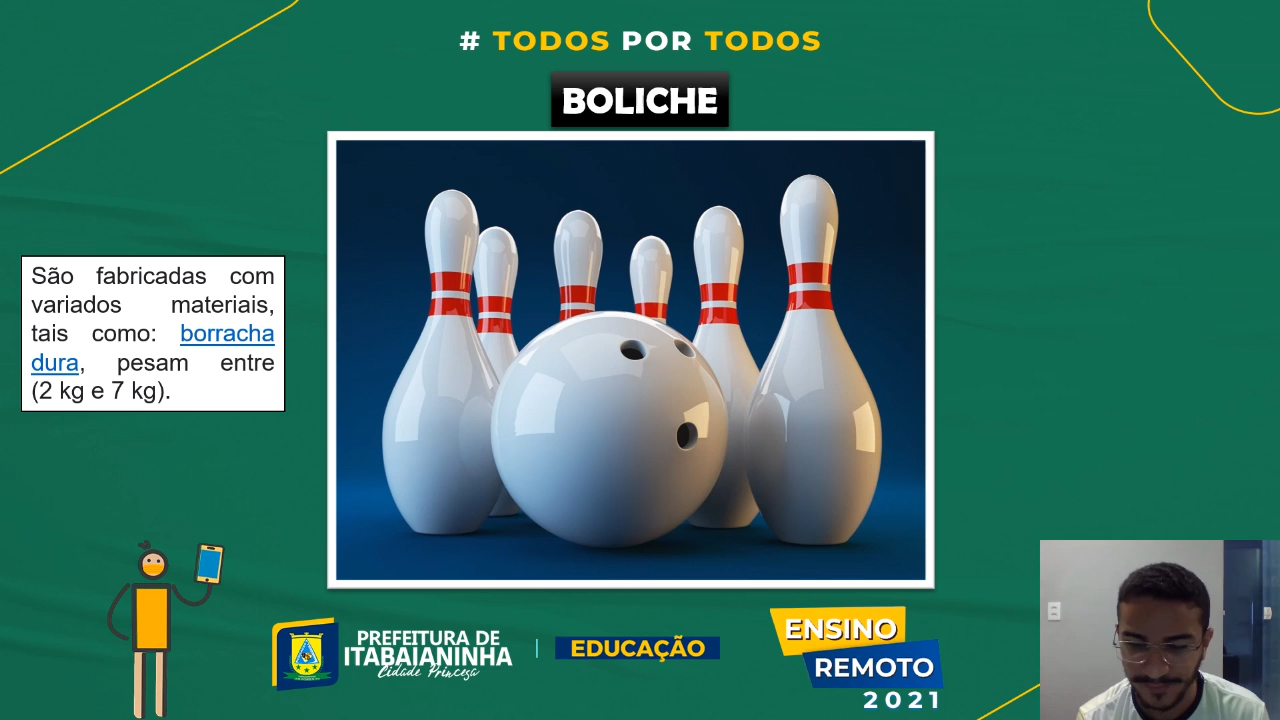 # TODOS POR TODOS
BOLICHE
São fabricadas com
variados materiais,
tais como: borracha
dura, pesam entre
(2 kg e 7 kg).
PREFEITURA DE
ITABAIANINHA
Cidade Princesa
EDUCAÇÃO
ENSINO
REMOTO
2021